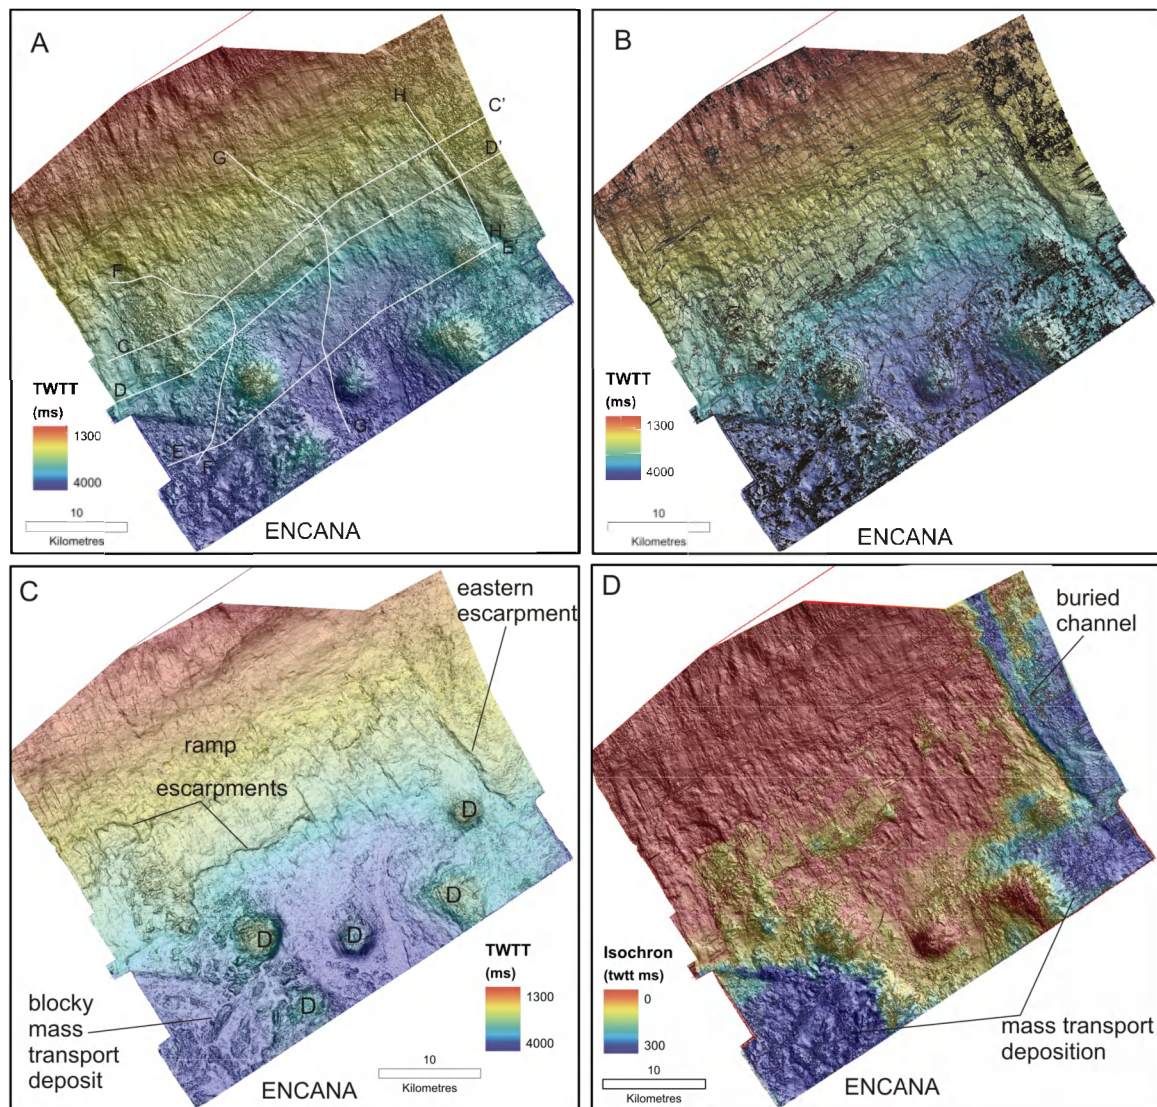 A
H
C'
G
D'
H
E
F
C
D
TWTT
(ms)
1300
4000
G'
E
F
10
Kilometres
ENCANA
B
TWTT
(ms)
1300
4000
10
Kilometres
ENCANA
C
eastern
escarpment
ramp
escarpments
D
D
D
D
D
blocky
mass
transport
deposit
TWTT
(ms)
1300
4000
10
Kilometres
ENCANA
D
buried
channel
Isochron
(twtt ms)
0
300
mass transport
deposition
10
Kilometres
ENCANA